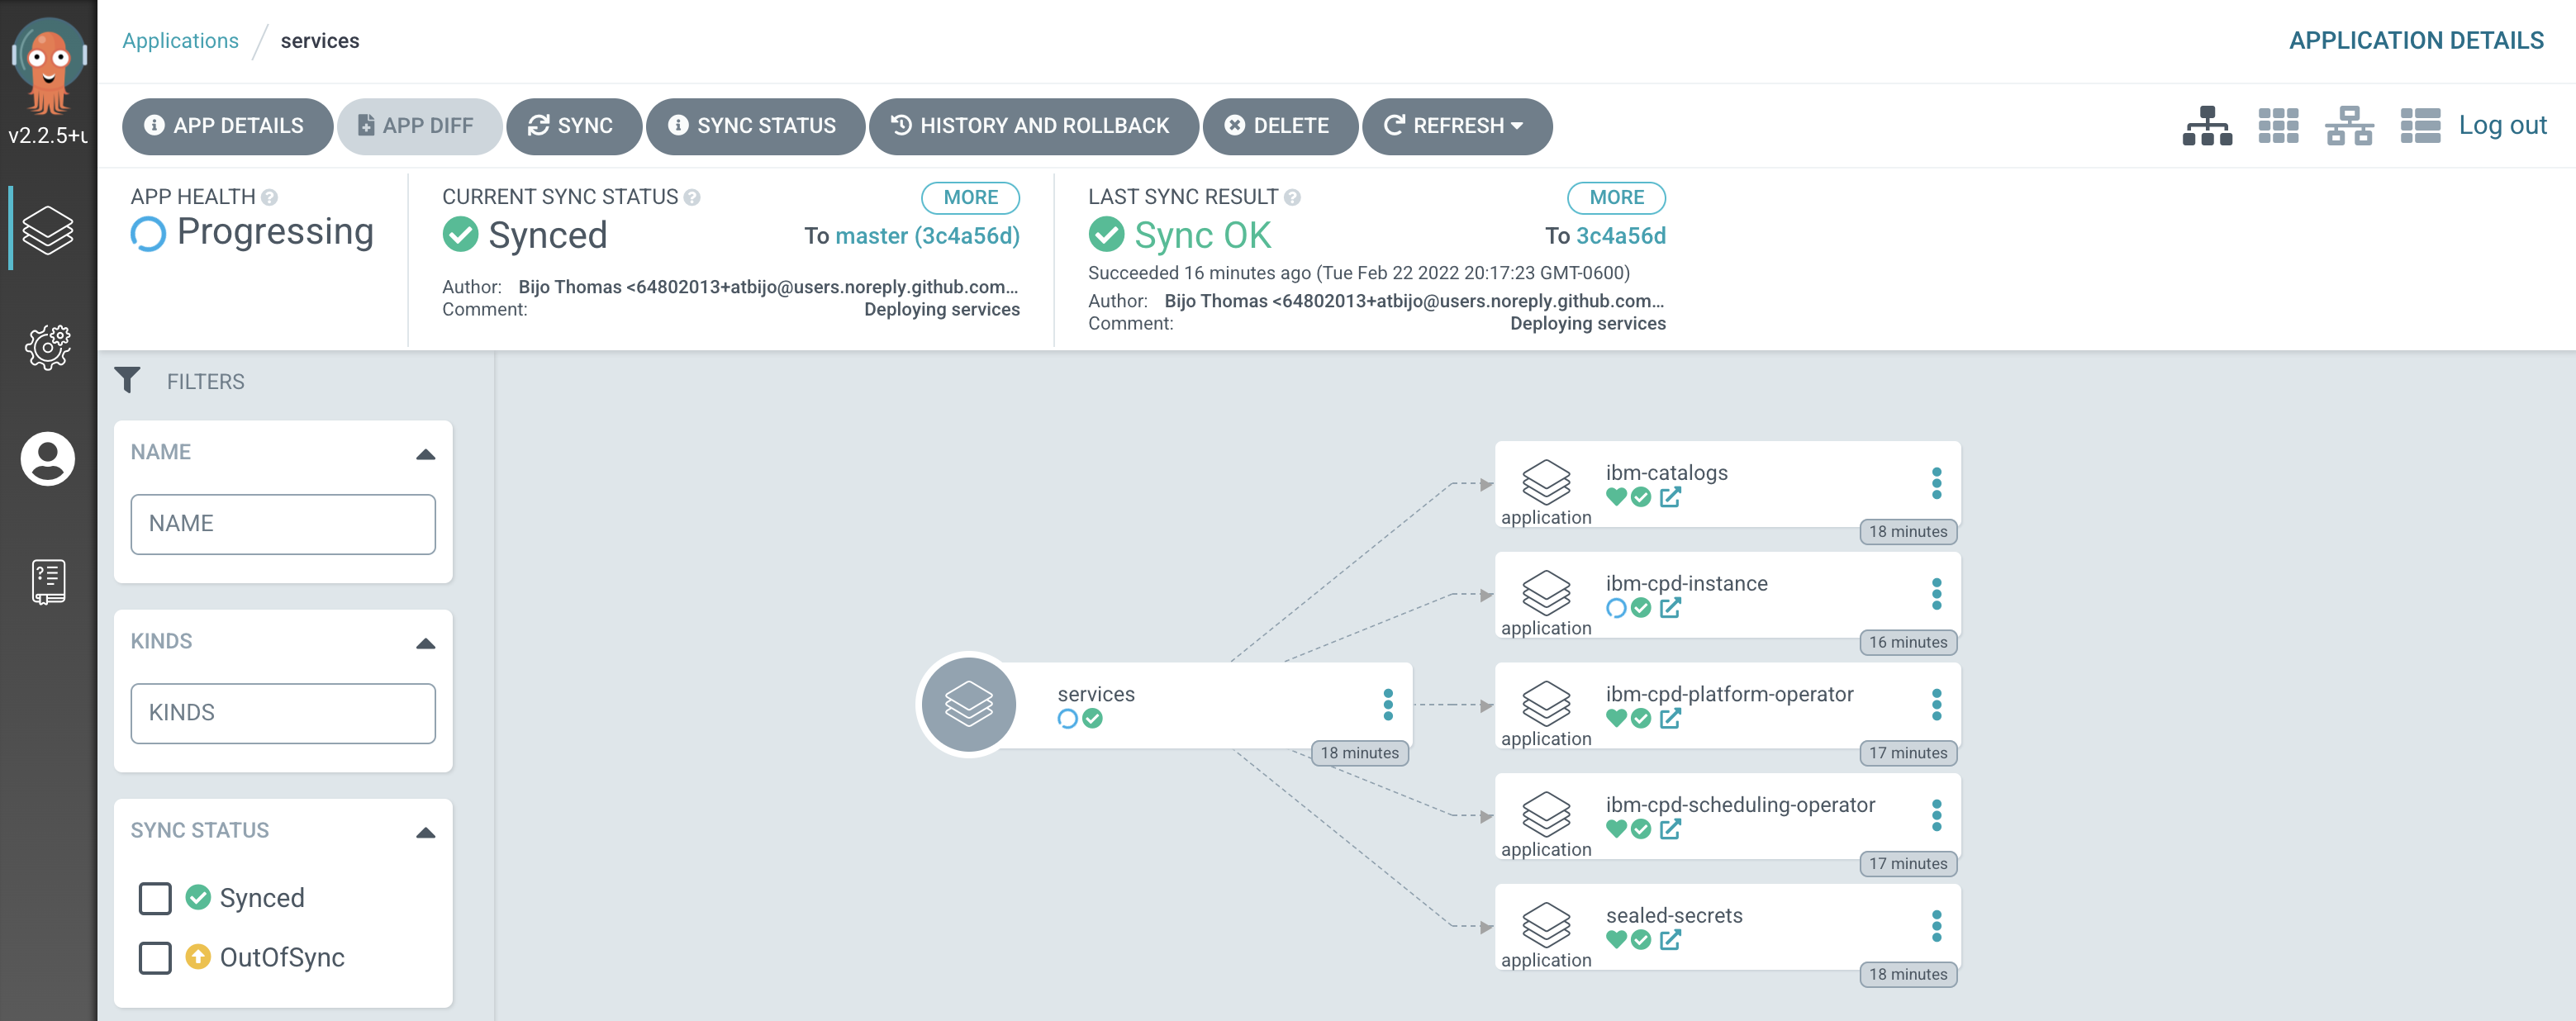 v2.2.5+u
Applications / services
APPLICATION DETAILS
APP DETAILS
APP DIFF
SYNC
SYNC STATUS
HISTORY AND ROLLBACK
DELETE
REFRESH
Log out
APP HEALTH
Progressing
CURRENT SYNC STATUS
MORE
Synced
To master (3c4a56d)
Author: Bijo Thomas <64802013+atbijo@users.noreply.github.com...
Comment: Deploying services
LAST SYNC RESULT
MORE
Sync OK
To 3c4a56d
Succeeded 16 minutes ago (Tue Feb 22 2022 20:17:23 GMT-0600)
Author: Bijo Thomas <64802013+atbijo@users.noreply.github.com...
Comment: Deploying services
FILTERS
NAME
NAME
KINDS
KINDS
SYNC STATUS
Synced
OutOfSync
services
18 minutes
ibm-catalogs
application
18 minutes
ibm-cpd-instance
application
16 minutes
ibm-cpd-platform-operator
application
17 minutes
ibm-cpd-scheduling-operator
application
17 minutes
sealed-secrets
application
18 minutes